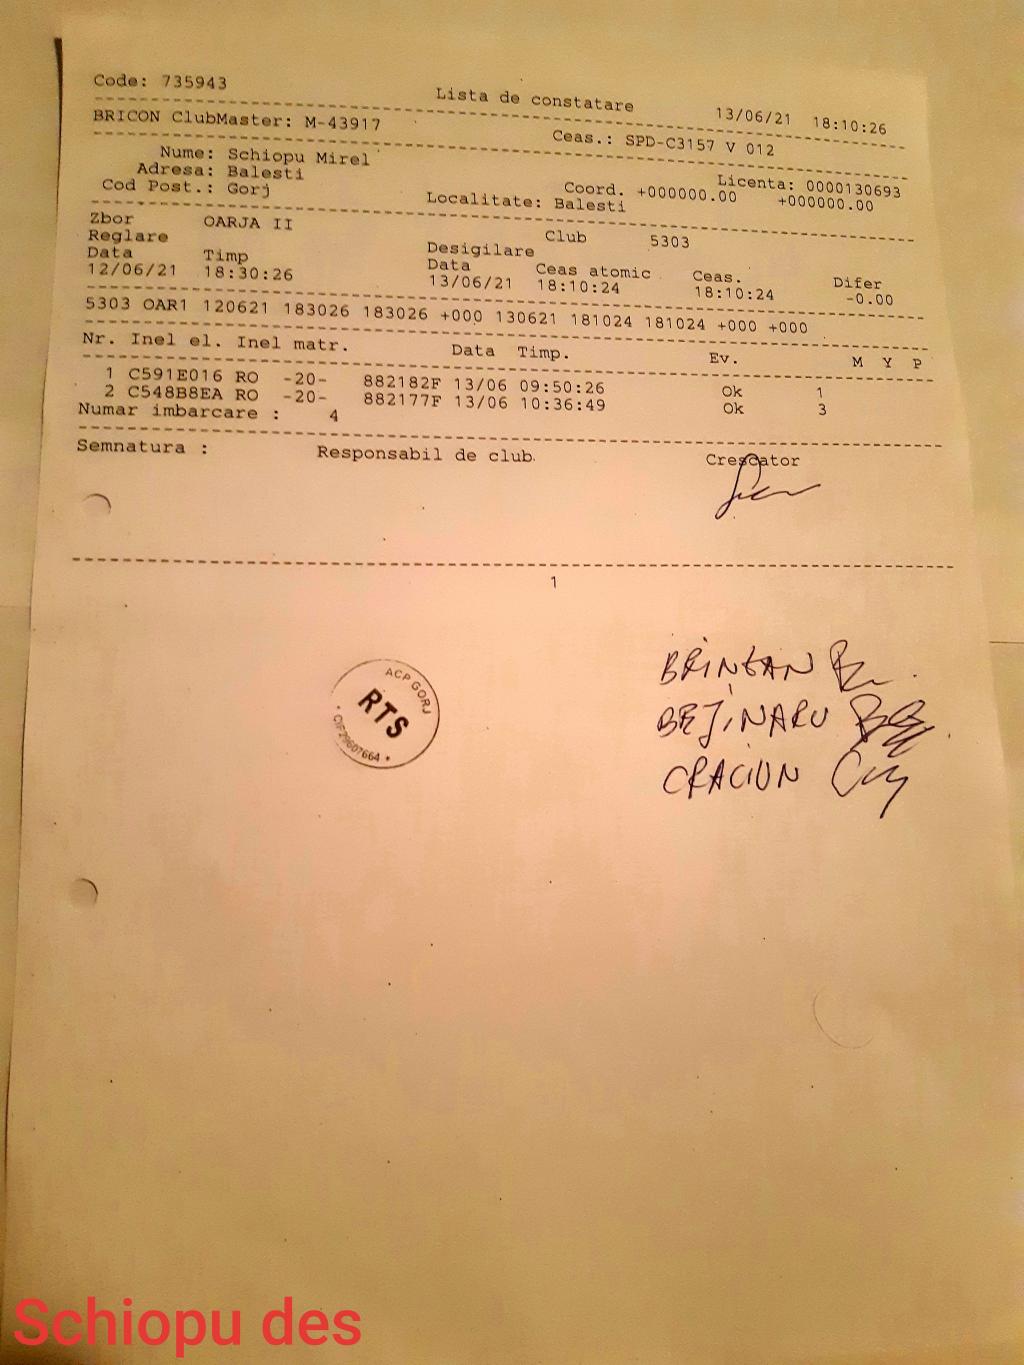 Code: 735943 Lista de constatare 13/06/21 18:10:26
BRICON ClubMaster: M-43917 Ceas.: SPD-C3157 V 012
Nume: Schiopu Mirel Licenta: 0000130693
Adresa: Balesti Coord. +000000.00 +000000.00
Cod Post.: Gorj Localitate: Balesti
Zbor OARJA II Club 5303
Reglare Desigilare
Data Timp Data Ceas atomic Ceas. Difer
12/06/21 18:30:26 13/06/21 18:10:24 18:10:24 -0.00
5303 OAR1 120621 183026 183026 +000 130621 181024 181024 +000 +000
Nr. Inel el. Inel matr. Data Timp. Ev. M Y P
1 C591E016 RO -20- 882182F 13/06 09:50:26 Ok 1
2 C548B8EA RO -20- 882177F 13/06 10:36:49 Ok 3
Numar imbarcare : 4
Semnatura : Responsabil de club Crescator
1
BRINZAN
BEJINARU
CRACIUN
ACP GORJ
RTS
* CIF29607664 *
Schiopu des